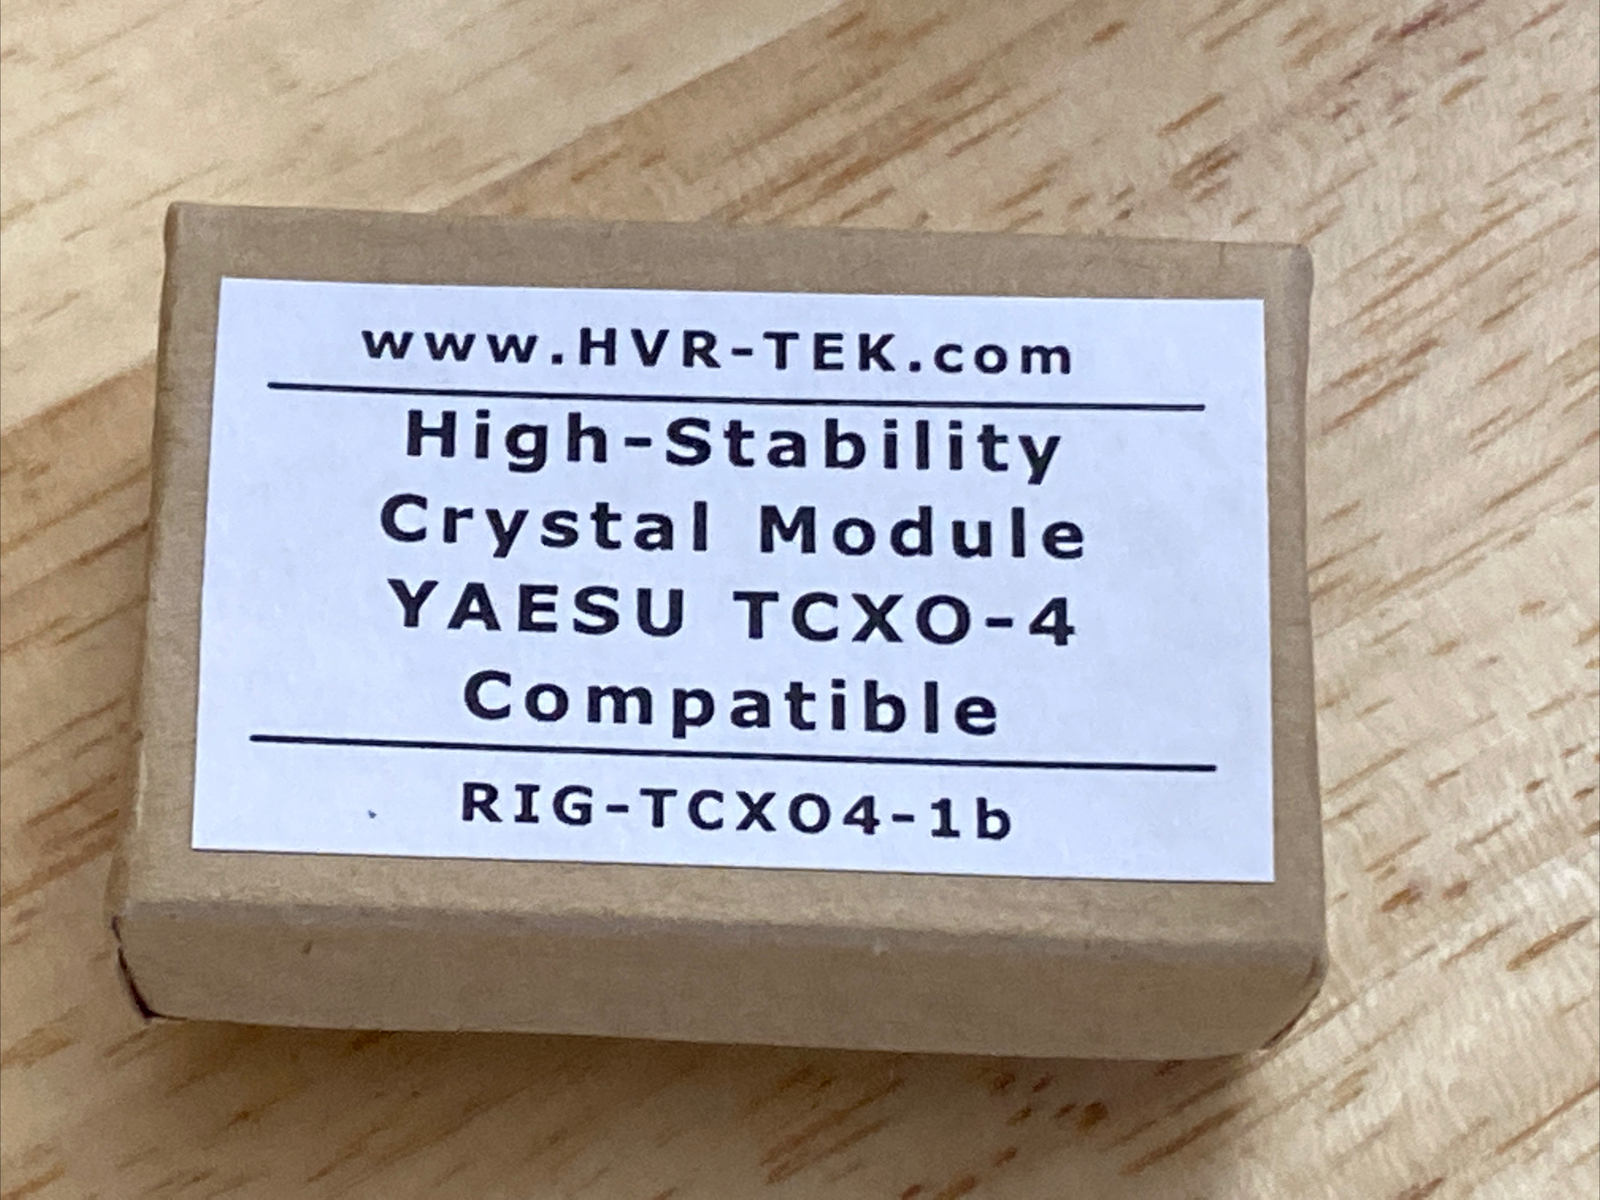 www.HVR-TEK.com
High-Stability
Crystal Module
YAESU TCXO-4
Compatible
RIG-TCXO4-1b